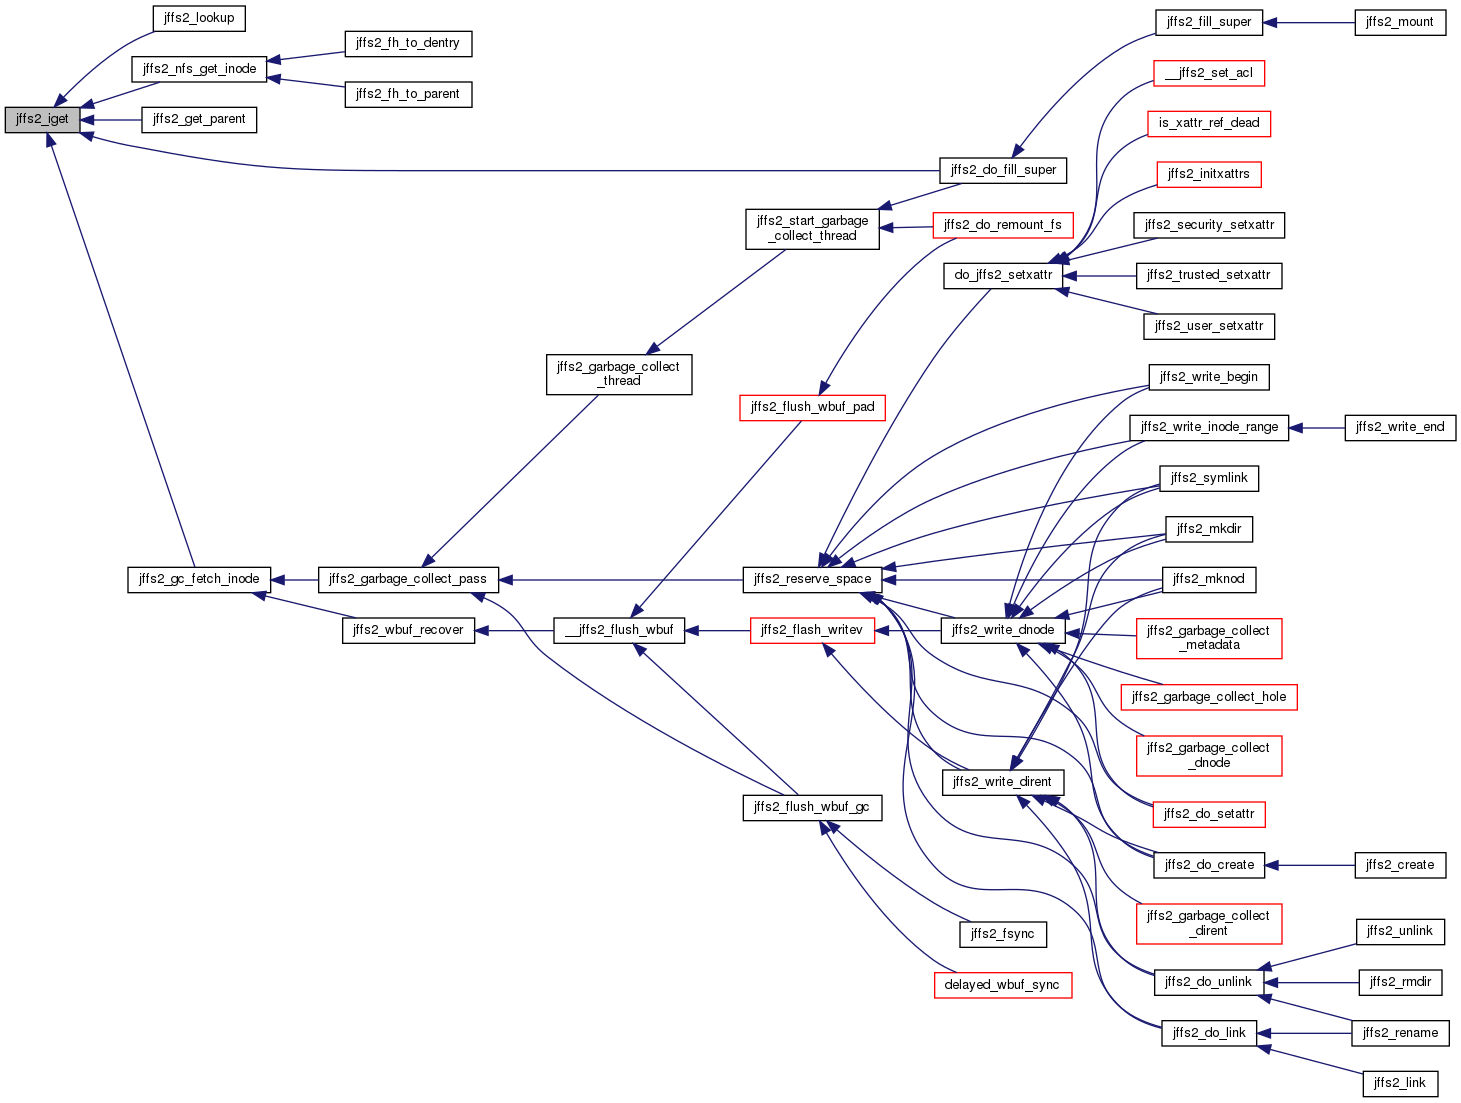 jffs2_lookup
jffs2_nfs_get_inode
jffs2_fh_to_dentry
jffs2_fh_to_parent
jffs2_iget
jffs2_get_parent
jffs2_fill_super
jffs2_mount
__jffs2_set_acl
is_xattr_ref_dead
jffs2_do_fill_super
jffs2_initxattrs
jffs2_start_garbage
_collect_thread
jffs2_do_remount_fs
jffs2_security_setxattr
do_jffs2_setxattr
jffs2_trusted_setxattr
jffs2_user_setxattr
jffs2_garbage_collect
_thread
jffs2_flush_wbuf_pad
jffs2_write_begin
jffs2_write_inode_range
jffs2_write_end
jffs2_symlink
jffs2_mkdir
jffs2_gc_fetch_inode
jffs2_garbage_collect_pass
jffs2_reserve_space
jffs2_mknod
jffs2_wbuf_recover
__jffs2_flush_wbuf
jffs2_flash_writev
jffs2_write_dnode
jffs2_garbage_collect
_metadata
jffs2_garbage_collect_hole
jffs2_garbage_collect
_dnode
jffs2_write_dirent
jffs2_flush_wbuf_gc
jffs2_do_setattr
jffs2_do_create
jffs2_create
jffs2_garbage_collect
_dirent
jffs2_fsync
jffs2_unlink
delayed_wbuf_sync
jffs2_do_unlink
jffs2_rmdir
jffs2_do_link
jffs2_rename
jffs2_link